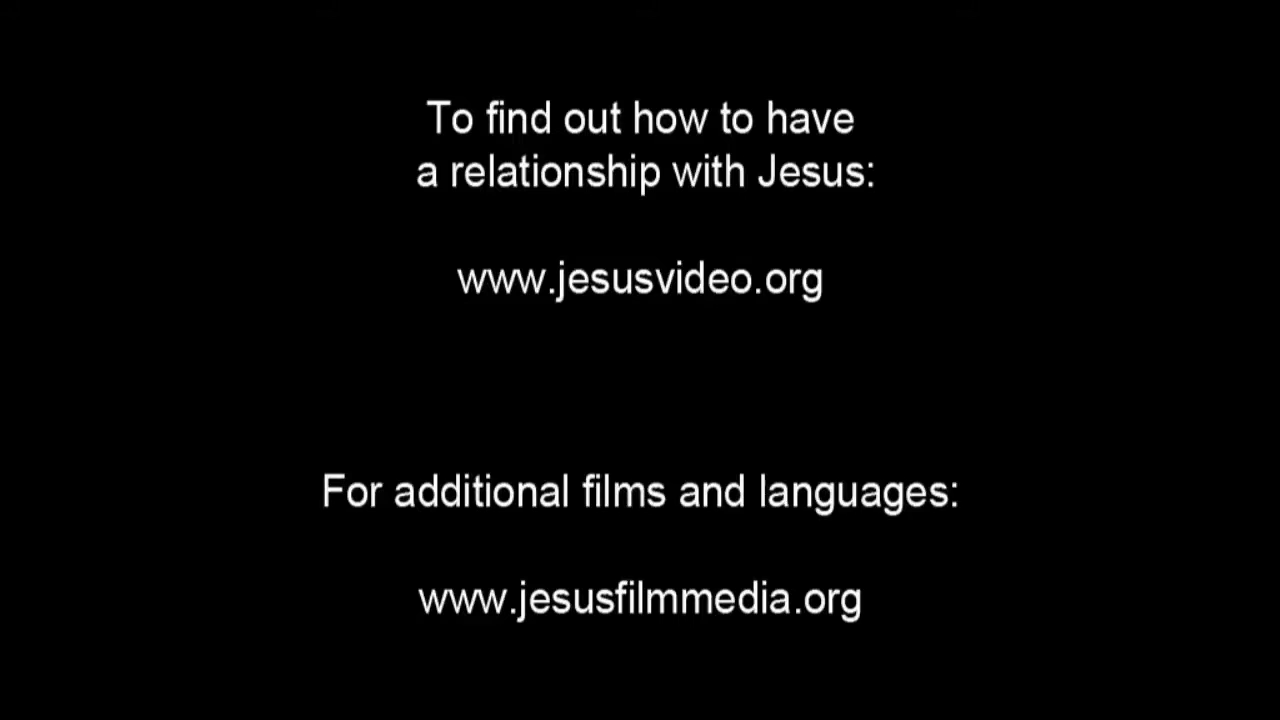 To find out how to have
a relationship with Jesus:
www.jesusvideo.org
For additional films and languages:
www.jesusfilmmedia.org